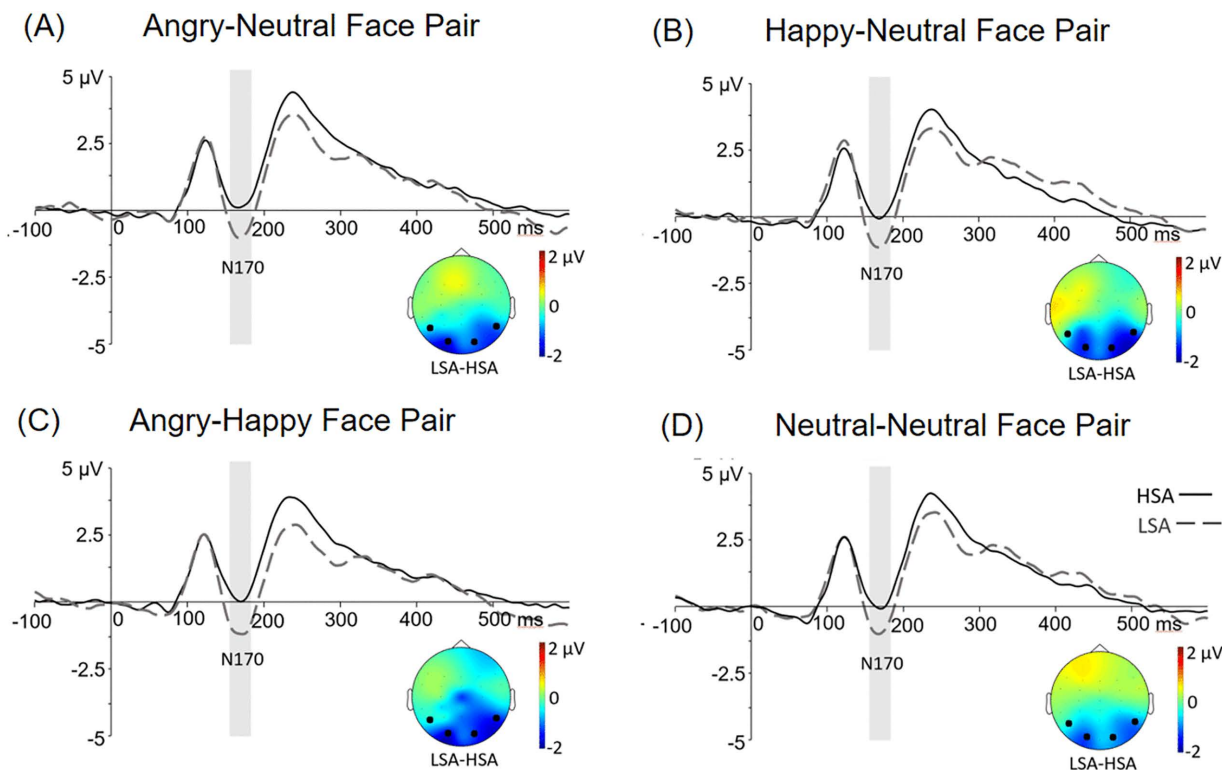 (A) Angry-Neutral Face Pair
5 µV
2.5
-100 0 100 200 300 400 500 ms
N170
-2.5
-5
2 µV
0
-2
LSA-HSA
(B) Happy-Neutral Face Pair
5 µV
2.5
-100 0 100 200 300 400 500 ms
N170
-2.5
-5
2 µV
0
-2
LSA-HSA
(C) Angry-Happy Face Pair
5 µV
2.5
-100 0 100 200 300 400 500 ms
N170
-2.5
-5
2 µV
0
-2
LSA-HSA
(D) Neutral-Neutral Face Pair
5 µV
2.5
HSA
LSA
-100 0 100 200 300 400 500 ms
N170
-2.5
-5
2 µV
0
-2
LSA-HSA